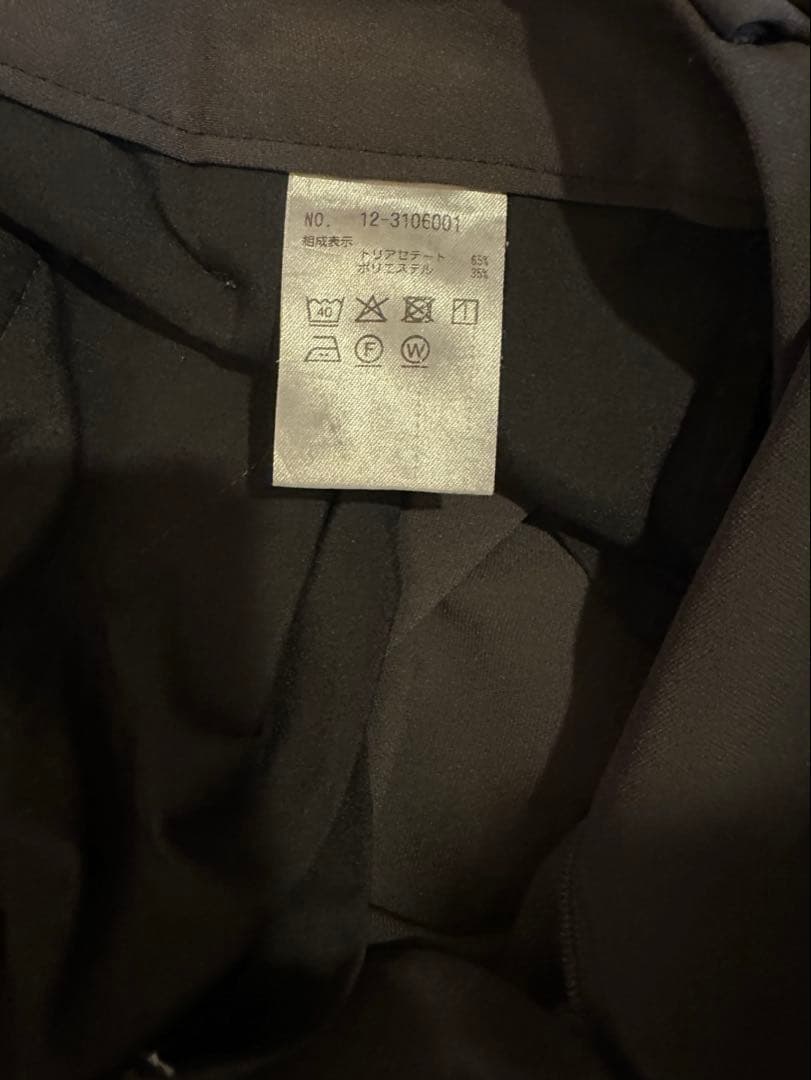 NO. 12-3106001
組成表示
トリアセテート 65%
ポリエステル 35%
40
F W